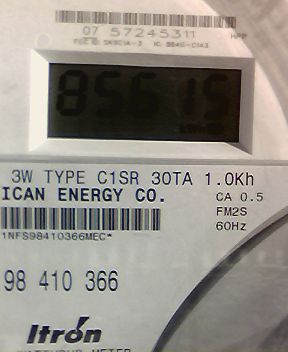 07 57245311
85615
3W TYPE C1SR 30TA 1.0Kh
ICAN ENERGY CO. CA 0.5
FM2S
60Hz
1NFS98410366MEC*
98 410 366
Itron